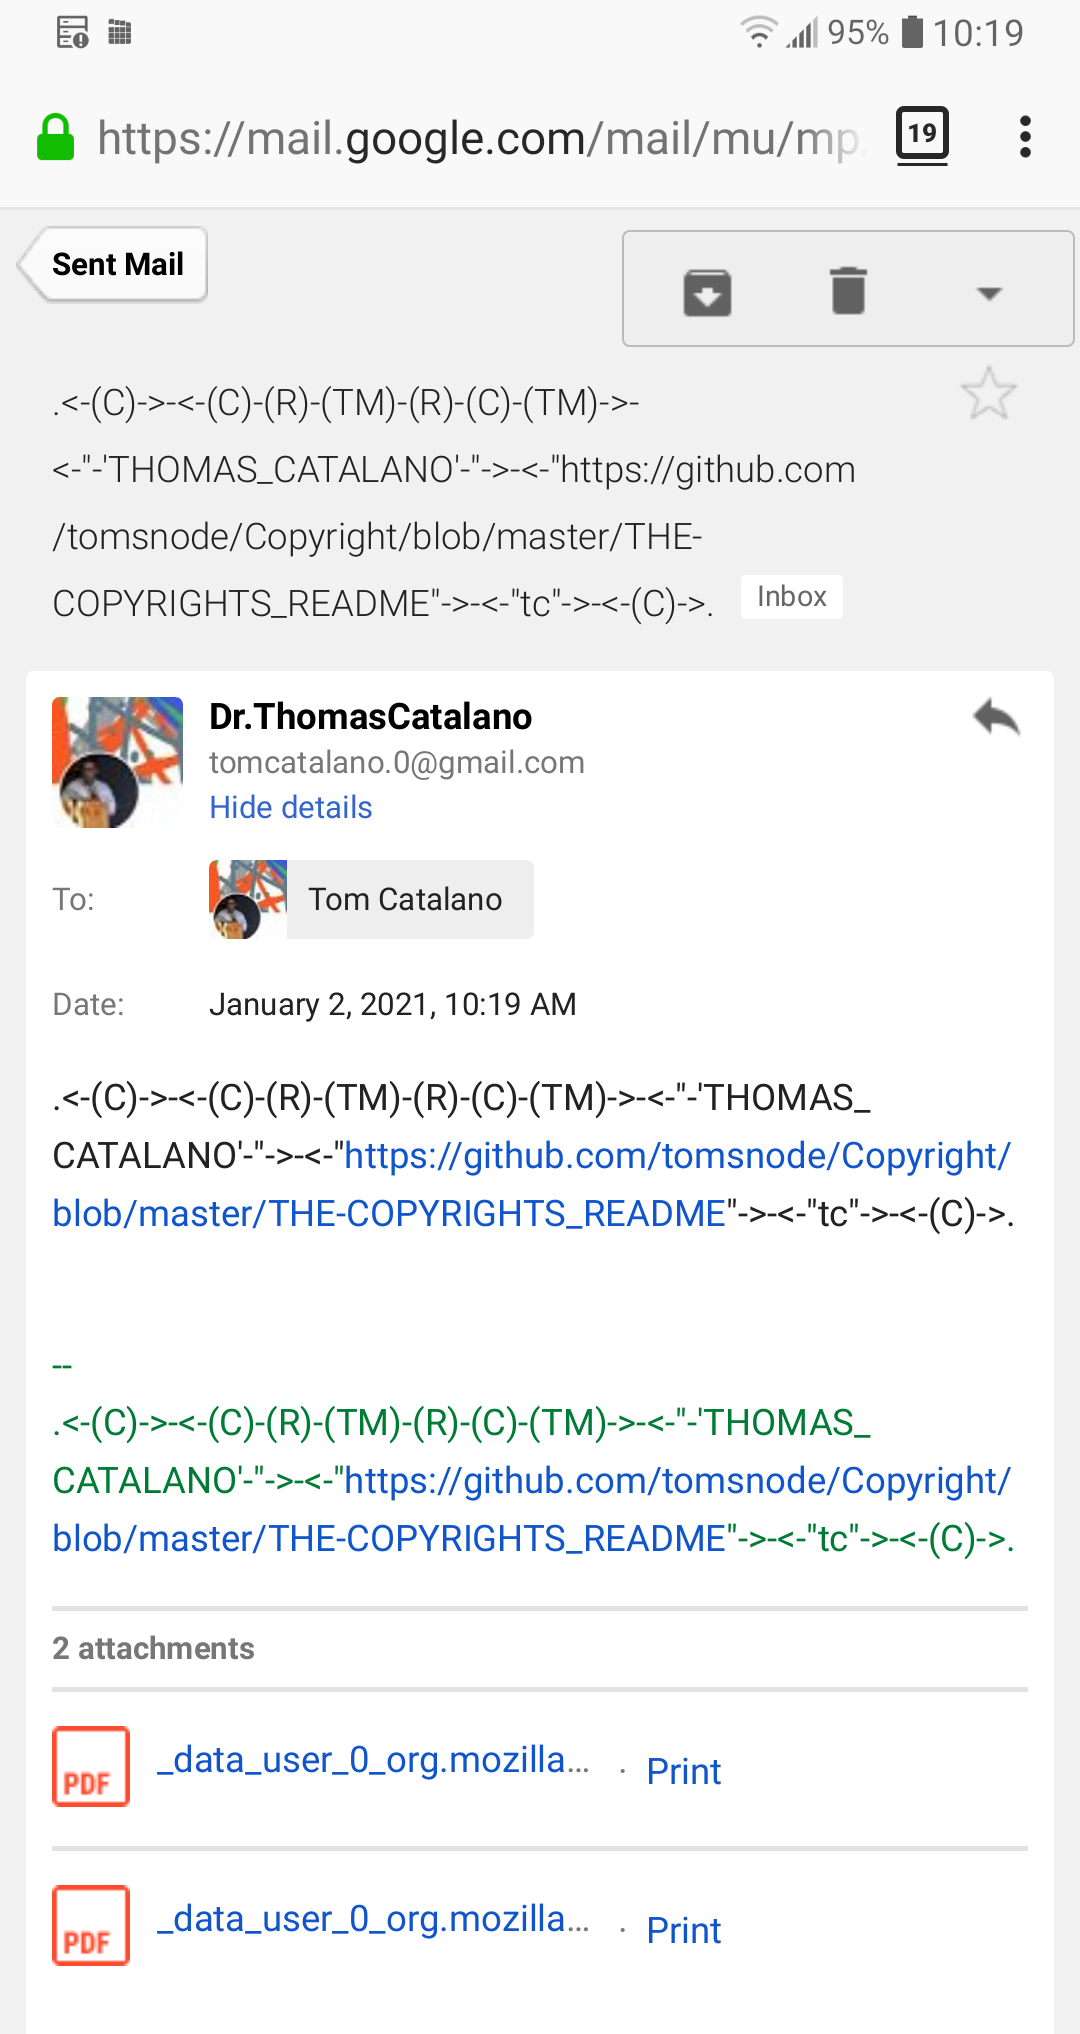 95% 10:19
https://mail.google.com/mail/mu/mp
19
Sent Mail
.<-(C)->-<-(C)-(R)-(TM)-(R)-(C)-(TM)->-
<-"-'THOMAS_CATALANO'-"->-<-"https://github.com
/tomsnode/Copyright/blob/master/THE-
COPYRIGHTS_README"->-<-"tc"->-<-(C)->.
Inbox
Dr.ThomasCatalano
tomcatalano.0@gmail.com
Hide details
To: Tom Catalano
Date: January 2, 2021, 10:19 AM
.<-(C)->-<-(C)-(R)-(TM)-(R)-(C)-(TM)->-<-"-'THOMAS_
CATALANO'-"->-<-"https://github.com/tomsnode/Copyright/
blob/master/THE-COPYRIGHTS_README"->-<-"tc"->-<-(C)->.
--
.<-(C)->-<-(C)-(R)-(TM)-(R)-(C)-(TM)->-<-"-'THOMAS_
CATALANO'-"->-<-"https://github.com/tomsnode/Copyright/
blob/master/THE-COPYRIGHTS_README"->-<-"tc"->-<-(C)->.
2 attachments
PDF _data_user_0_org.mozilla... · Print
PDF _data_user_0_org.mozilla... · Print